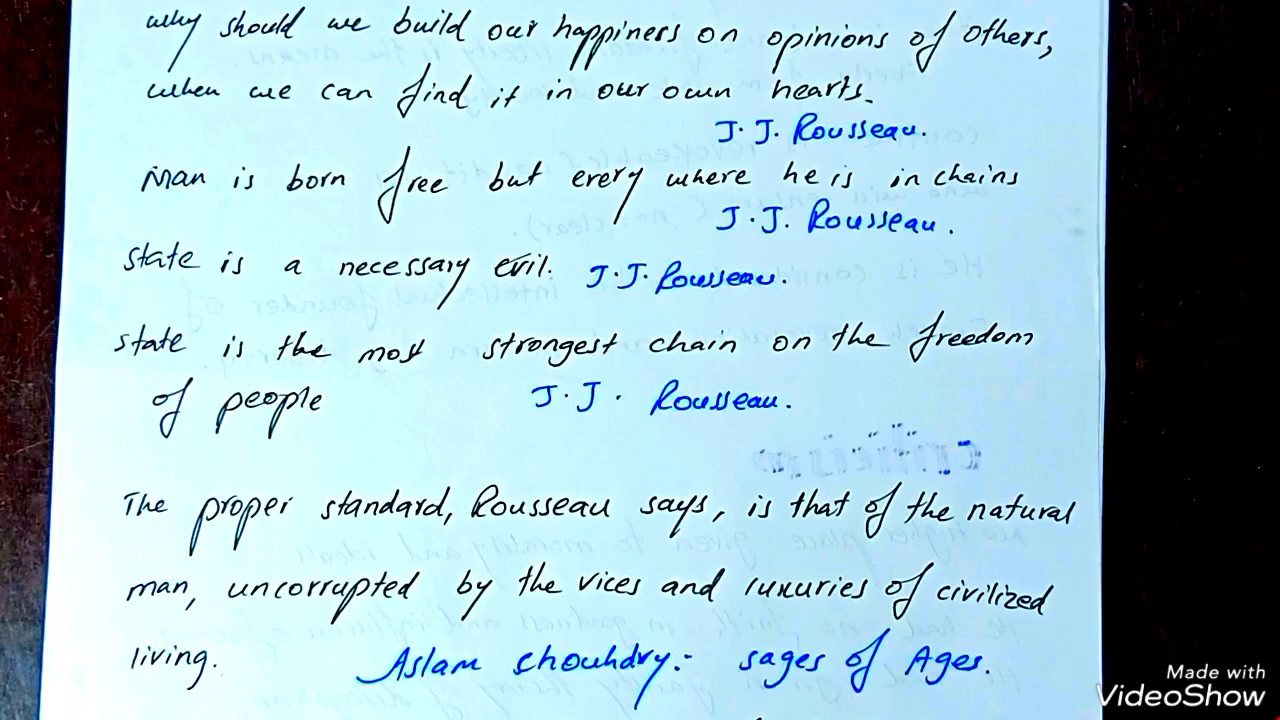 why should we build our happiness on opinions of others,
when we can find it in our own hearts.
J. J. Rousseau.
Man is born free but every where he is in chains
J. J. Rousseau.
state is a necessary evil. J. J. Rousseau.
state is the most strongest chain on the freedom
of people J. J. Rousseau.
The proper standard, Rousseau says, is that of the natural
man, uncorrupted by the vices and luxuries of civilized
living. Aslam chouhdry:- sages of Ages.
Made with
VideoShow